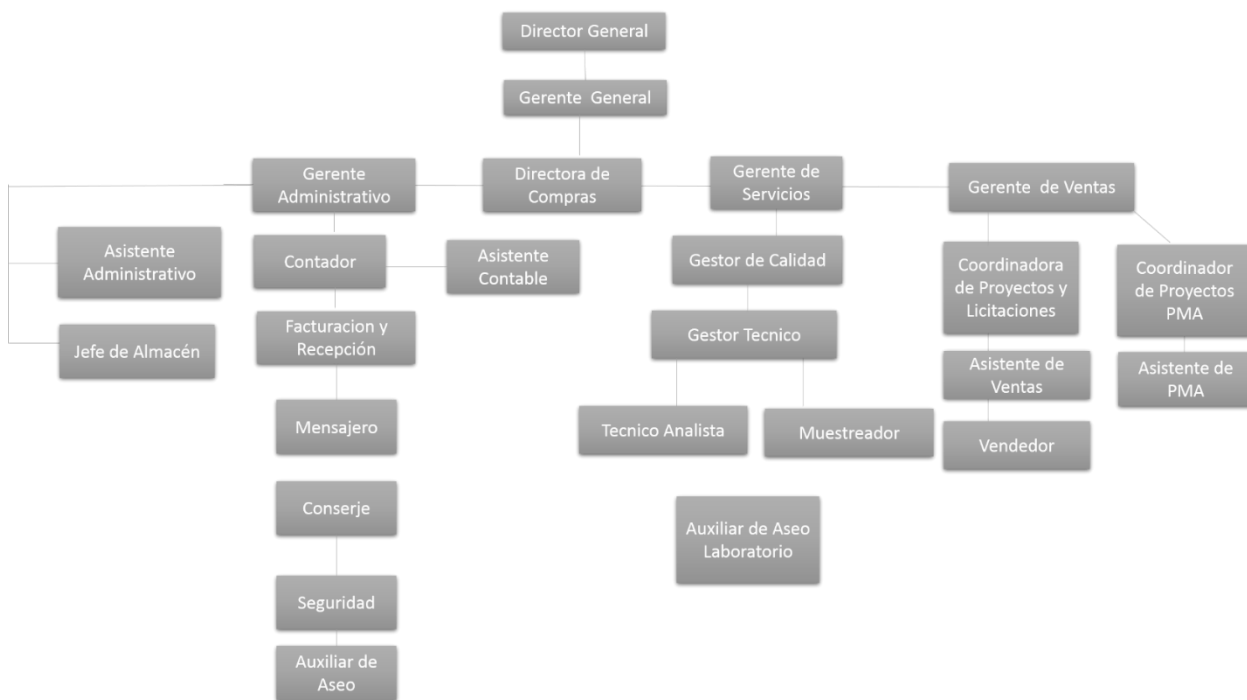 Director General
Gerente General
Gerente
Administrativo
Directora de
Compras
Gerente de
Servicios
Gerente de Ventas
Asistente
Administrativo
Contador
Asistente
Contable
Gestor de Calidad
Coordinadora
de Proyectos y
Licitaciones
Coordinador
de Proyectos
PMA
Jefe de Almacén
Facturacion y
Recepción
Gestor Tecnico
Asistente de
Ventas
Asistente de
PMA
Mensajero
Tecnico Analista
Muestreador
Vendedor
Conserje
Auxiliar de Aseo
Laboratorio
Seguridad
Auxiliar de
Aseo